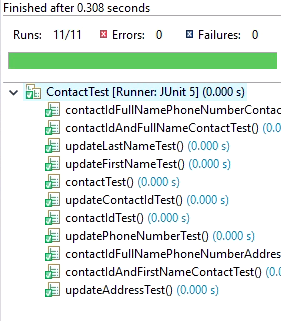 Finished after 0.308 seconds
Runs: 11/11 Errors: 0 Failures: 0
ContactTest [Runner: JUnit 5] (0.000 s)
contactIdFullNamePhoneNumberContac
contactIdAndFullNameContactTest() (0.0
updateLastNameTest() (0.000 s)
updateFirstNameTest() (0.000 s)
contactTest() (0.000 s)
updateContactIdTest() (0.000 s)
contactIdTest() (0.000 s)
updatePhoneNumberTest() (0.000 s)
contactIdFullNamePhoneNumberAddres
contactIdAndFirstNameContactTest() (0.
updateAddressTest() (0.000 s)